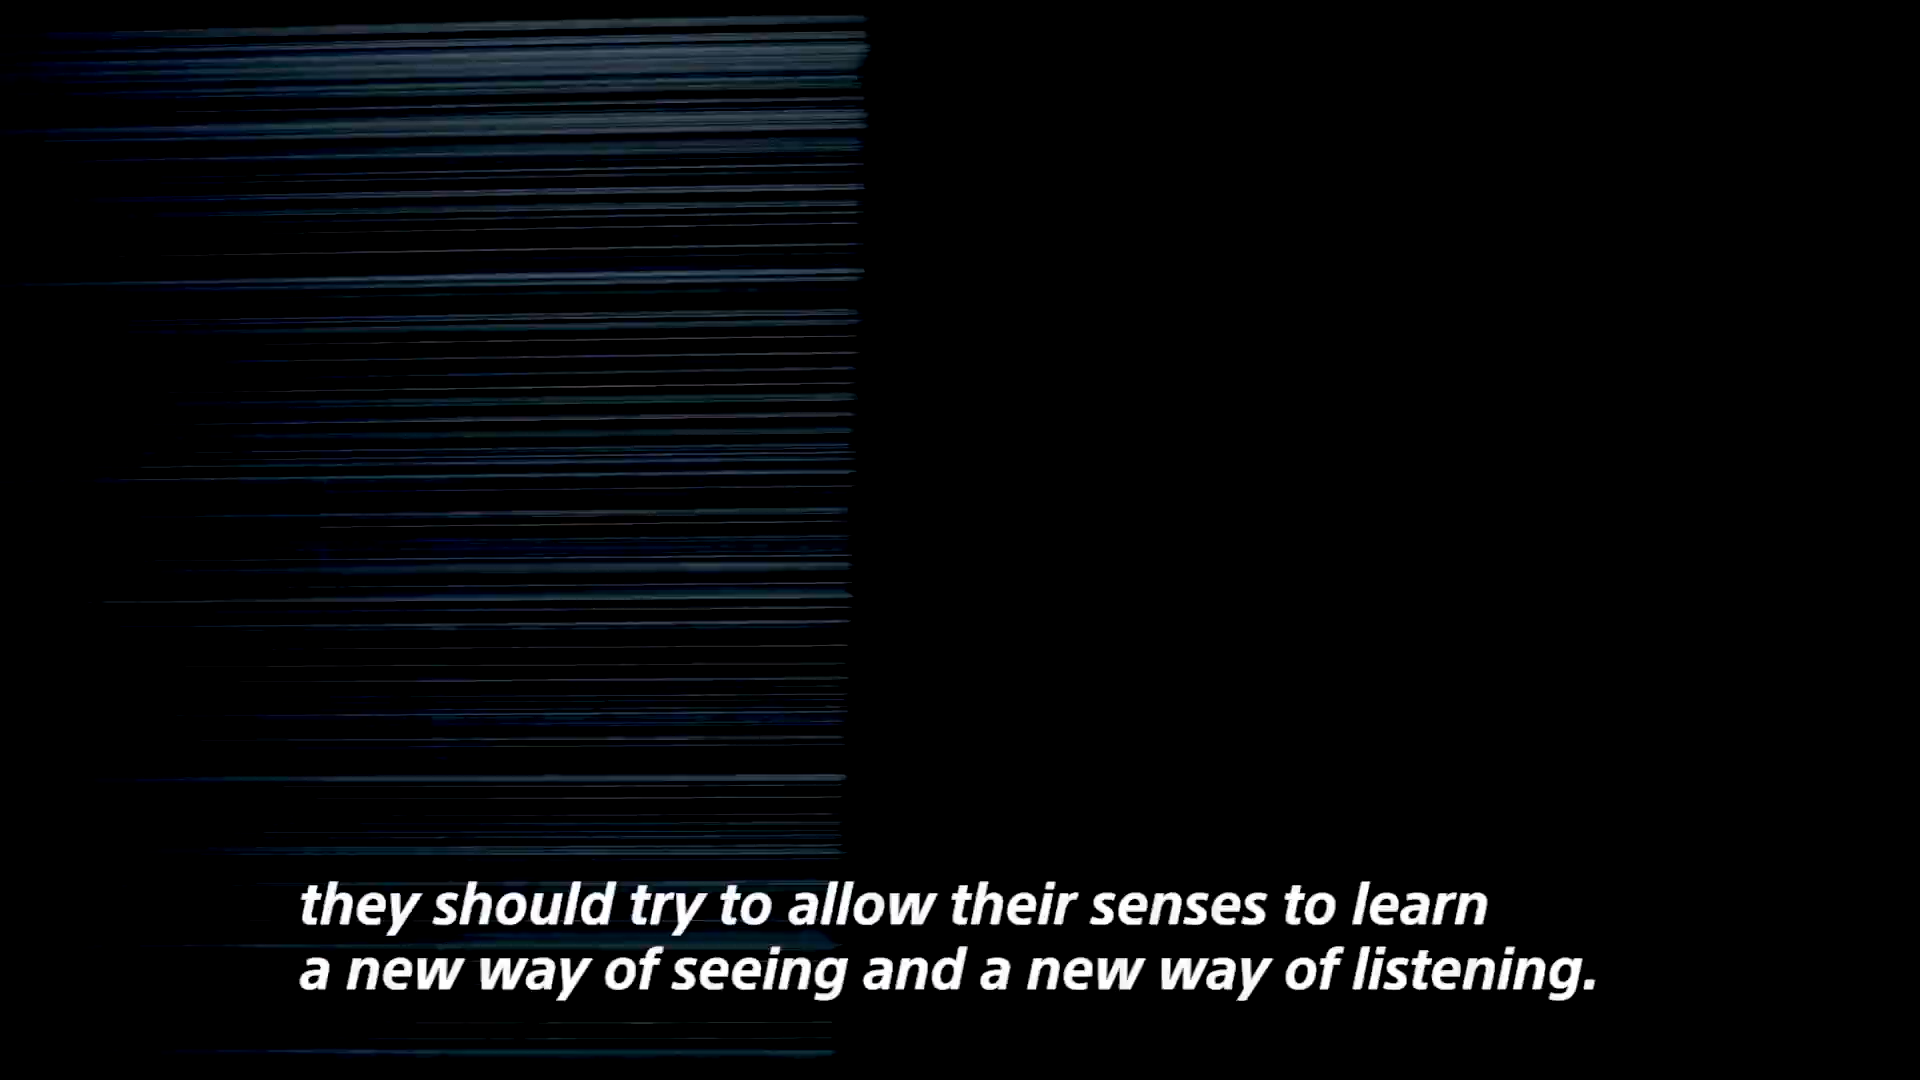 they should try to allow their senses to learn
a new way of seeing and a new way of listening.